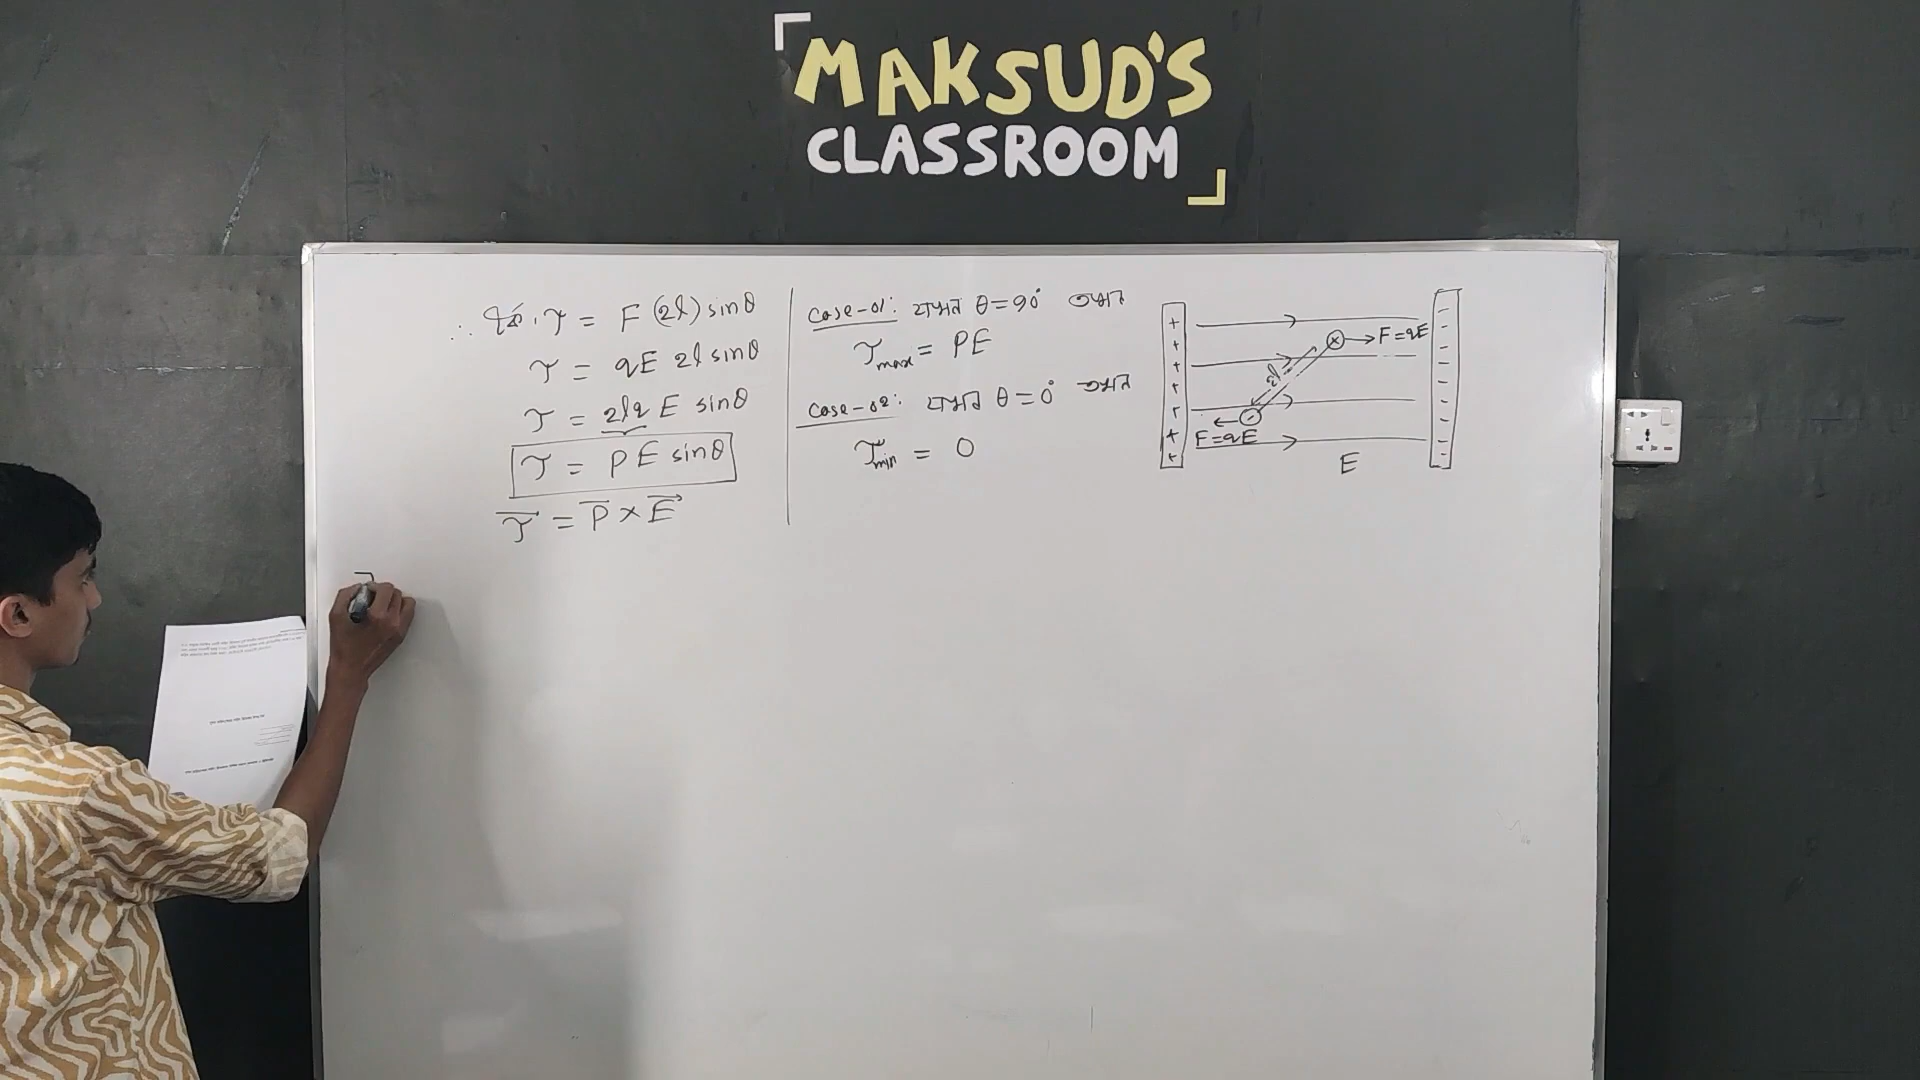 MAKSUD'S
CLASSROOM
∴ τ = F (2l) sinθ
τ = qE 2l sinθ
τ = 2lq E sinθ
τ = PE sinθ
τ = P × E
Case-01: যখন θ = 90° তখন
τmax = PE
Case-02: যখন θ = 0° তখন
τmin = 0
F = qE
2l
F = qE
E